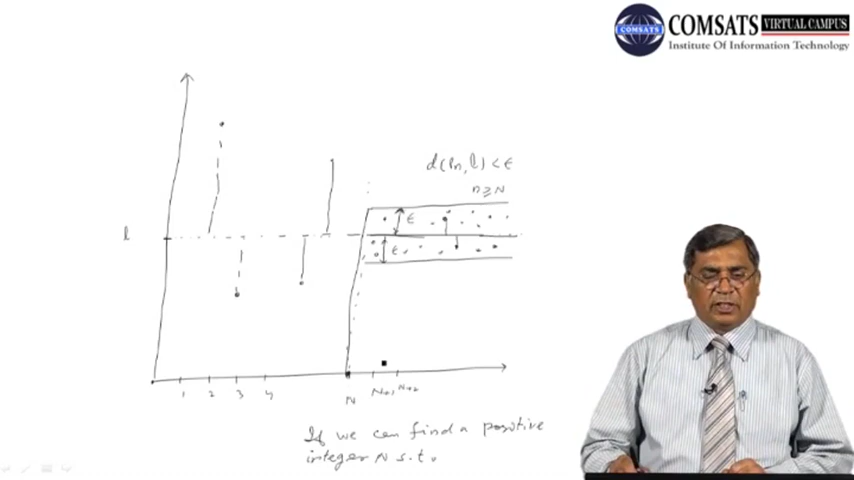 COMSATS VIRTUAL CAMPUS
COMSATS
Institute Of Information Technology
d(ln, l) < ε
n ≥ N
ε
l
ε
1 2 3 4 N N+1 N+2
If we can find a positive
integer N s.t.